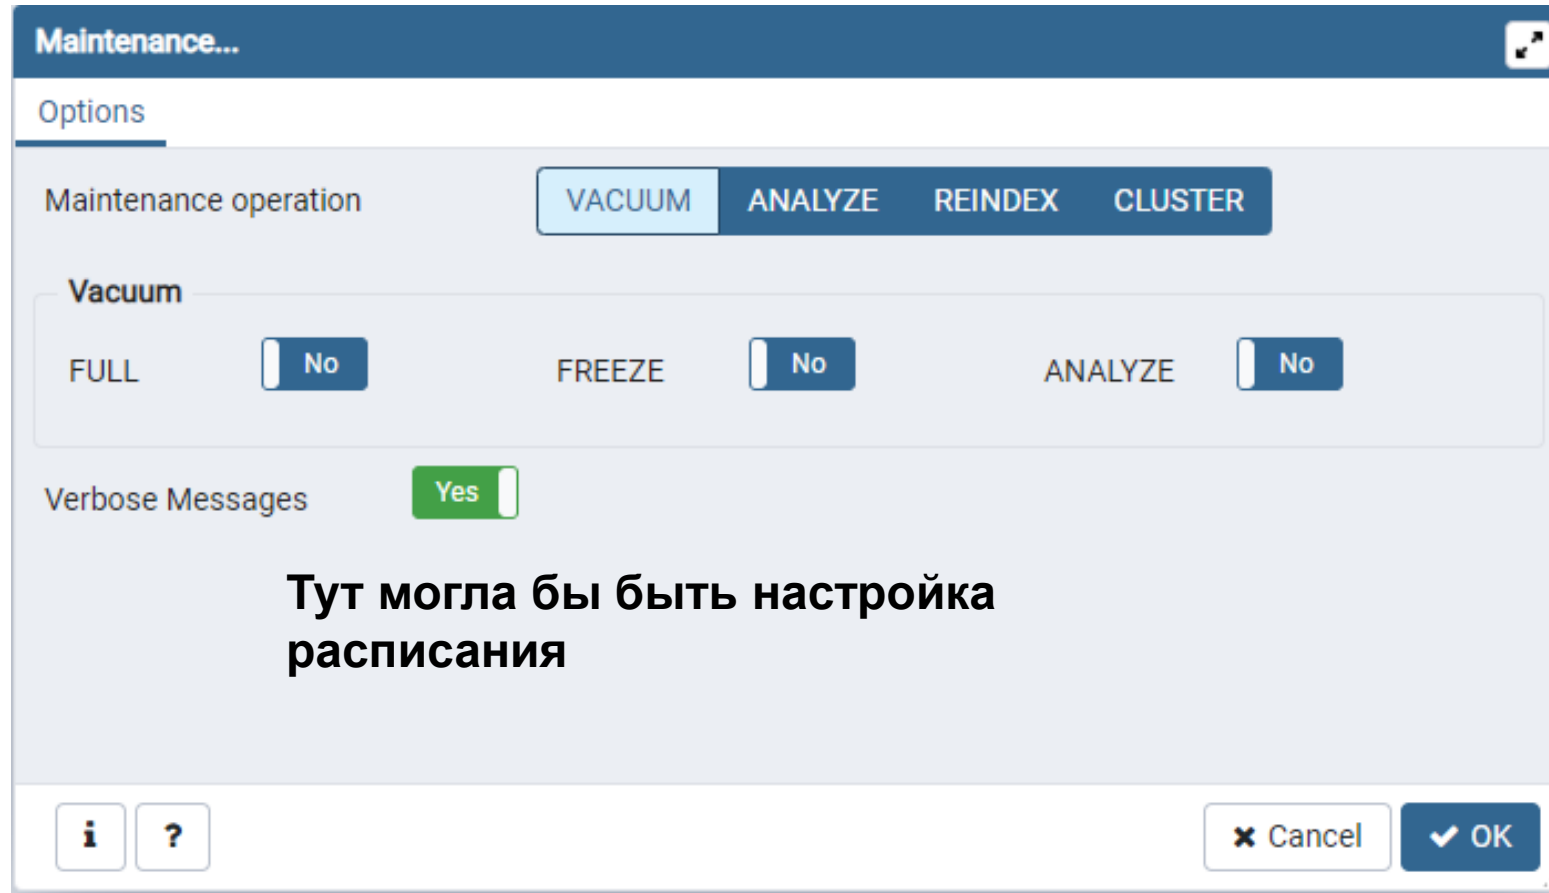 Maintenance...
Options
Maintenance operation VACUUM ANALYZE REINDEX CLUSTER
Vacuum
FULL No FREEZE No ANALYZE No
Verbose Messages Yes
Тут могла бы быть настройка
расписания
i ? Cancel OK